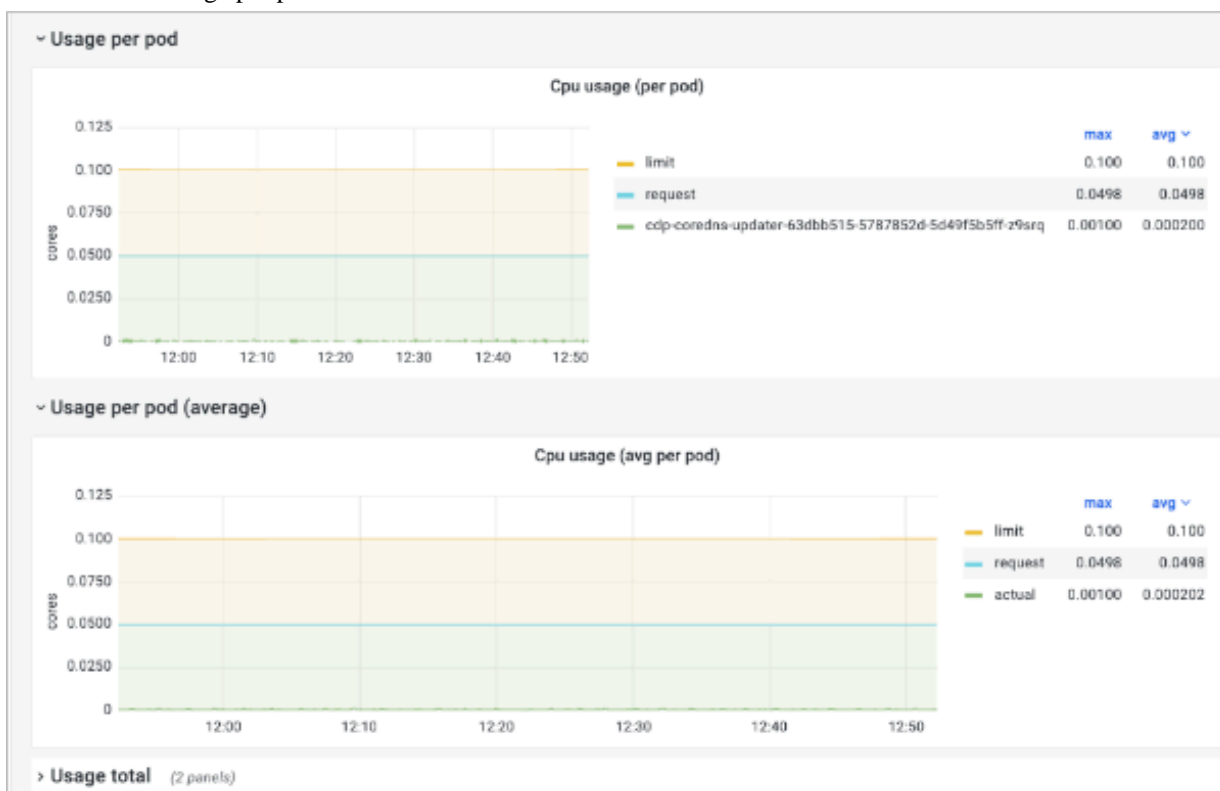 Usage per pod
Cpu usage (per pod)
0.125
0.100
0.0750
0.0500
0.0250
0
cores
12:00 12:10 12:20 12:30 12:40 12:50
max avg
limit 0.100 0.100
request 0.0498 0.0498
cdp-coredns-updater-63dbb515-5787852d-5d49f5b5ff-z9srq 0.00100 0.000200
Usage per pod (average)
Cpu usage (avg per pod)
0.125
0.100
0.0750
0.0500
0.0250
0
cores
12:00 12:10 12:20 12:30 12:40 12:50
max avg
limit 0.100 0.100
request 0.0498 0.0498
actual 0.00100 0.000202
Usage total (2 panels)